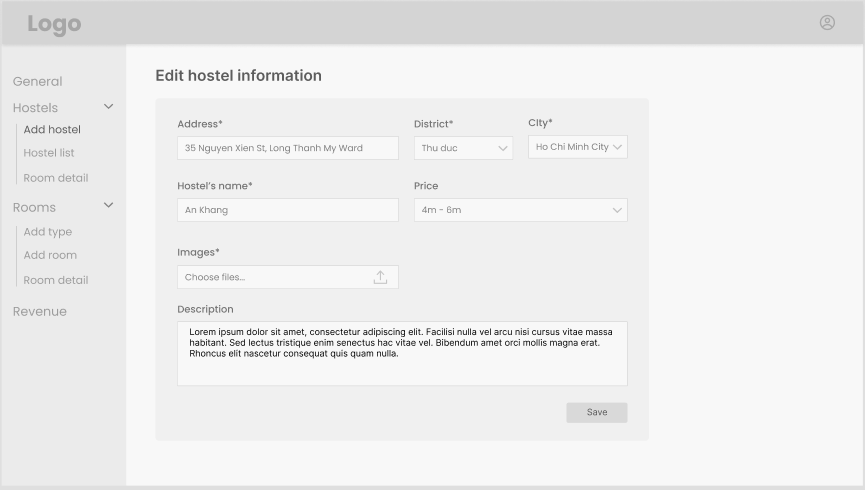 Logo
General
Hostels
Add hostel
Hostel list
Room detail
Rooms
Add type
Add room
Room detail
Revenue
Edit hostel information
Address*
District*
CIty*
35 Nguyen Xien St, Long Thanh My Ward
Thu duc
Ho Chi Minh City
Hostel's name*
Price
An Khang
4m - 6m
Images*
Choose files...
Description
Lorem ipsum dolor sit amet, consectetur adipiscing elit. Facilisi nulla vel arcu nisi cursus vitae massa
habitant. Sed lectus tristique enim senectus hac vitae vel. Bibendum amet orci mollis magna erat.
Rhoncus elit nascetur consequat quis quam nulla.
Save